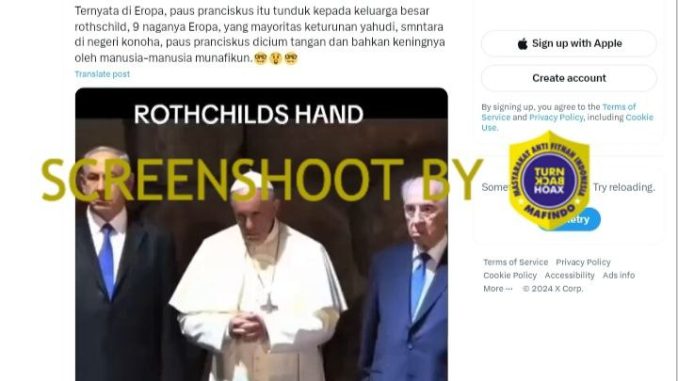 Ternyata di Eropa, paus pranciskus itu tunduk kepada keluarga besar
rothschild, 9 naganya Eropa, yang mayoritas keturunan yahudi, smntara
di negeri konoha, paus pranciskus dicium tangan dan bahkan keningnya
oleh manusia-manusia munafikun.🤓😲🤓
Translate post
ROTHCHILDS HAND
SCREENSHOOT BY
MASYARAKAT ANTI FITNAH INDONESIA
TURN
BACK
HOAX
MAFINDO
Sign up with Apple
Create account
By signing up, you agree to the Terms of
Service and Privacy Policy, including Cookie
Use.
Some
Try reloading.
Retry
Terms of Service Privacy Policy
Cookie Policy Accessibility Ads info
More ··· © 2024 X Corp.